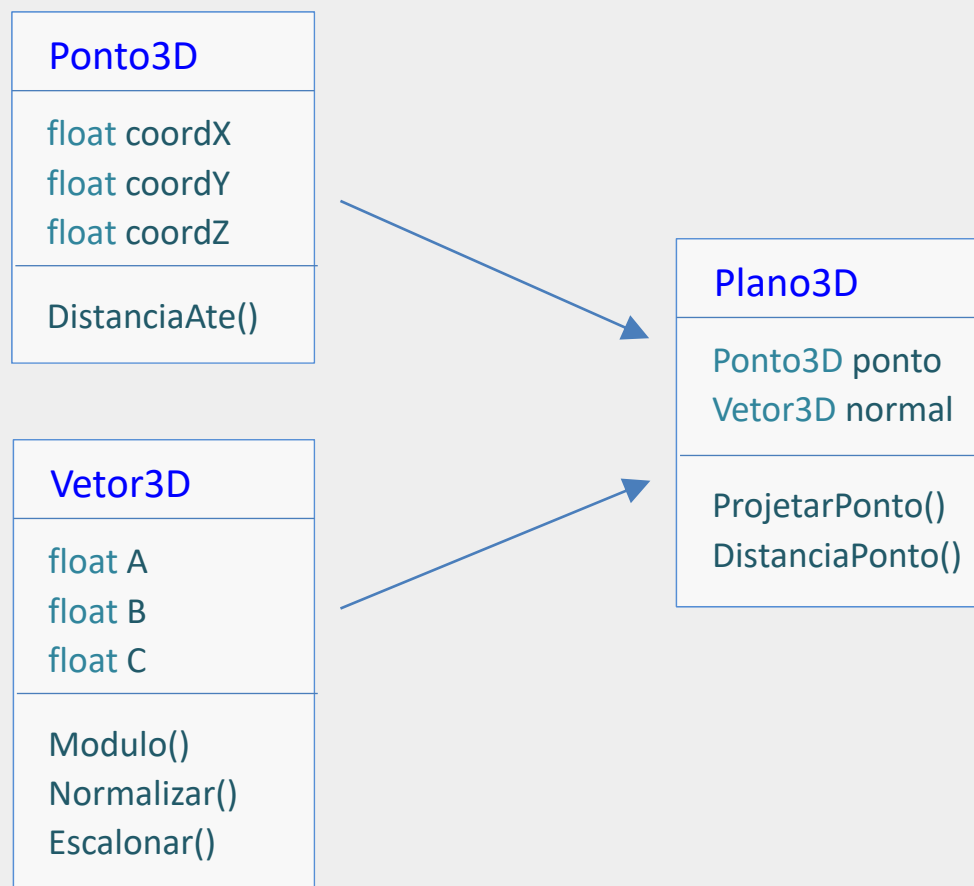 Ponto3D
float coordX
float coordY
float coordZ
DistanciaAte()
Vetor3D
float A
float B
float C
Modulo()
Normalizar()
Escalonar()
Plano3D
Ponto3D ponto
Vetor3D normal
ProjetarPonto()
DistanciaPonto()